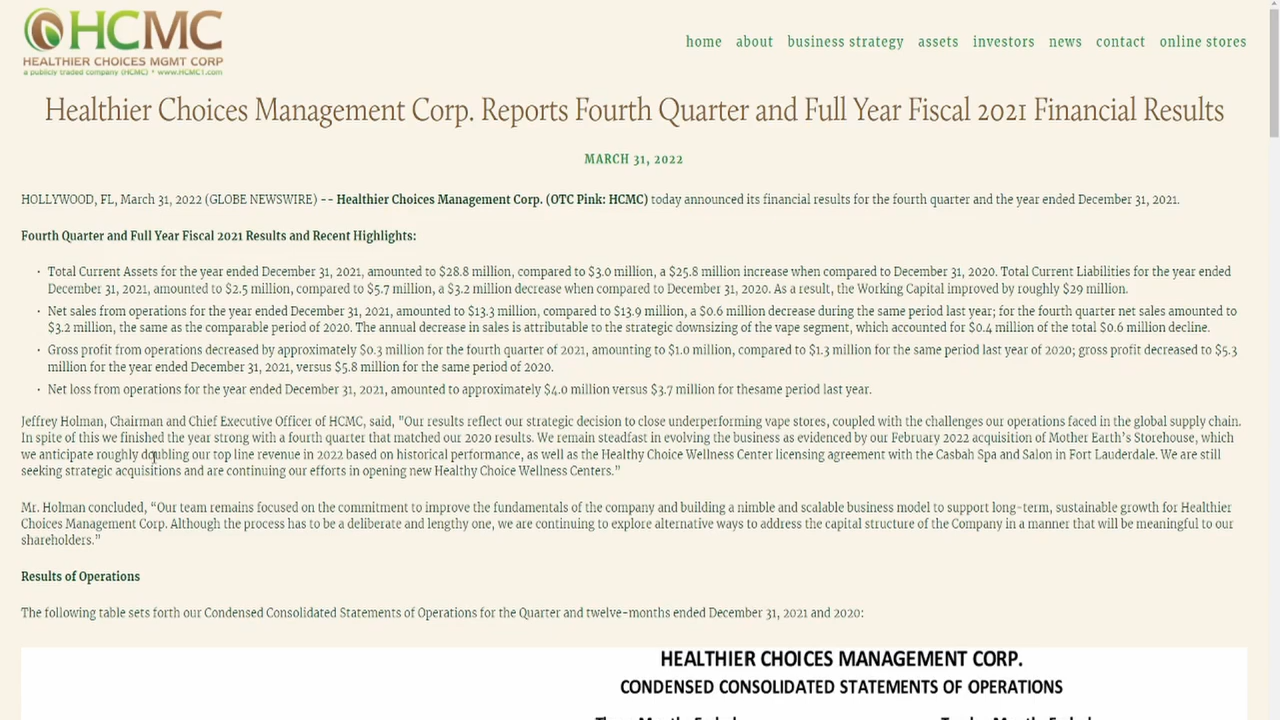 HCMC
HEALTHIER CHOICES MGMT CORP
a publicly traded company (HCMC) * www.HCMC1.com
home about business strategy assets investors news contact online stores
Healthier Choices Management Corp. Reports Fourth Quarter and Full Year Fiscal 2021 Financial Results
MARCH 31, 2022
HOLLYWOOD, FL, March 31, 2022 (GLOBE NEWSWIRE) -- Healthier Choices Management Corp. (OTC Pink: HCMC) today announced its financial results for the fourth quarter and the year ended December 31, 2021.
Fourth Quarter and Full Year Fiscal 2021 Results and Recent Highlights:
· Total Current Assets for the year ended December 31, 2021, amounted to $28.8 million, compared to $3.0 million, a $25.8 million increase when compared to December 31, 2020. Total Current Liabilities for the year ended
December 31, 2021, amounted to $2.5 million, compared to $5.7 million, a $3.2 million decrease when compared to December 31, 2020. As a result, the Working Capital improved by roughly $29 million.
· Net sales from operations for the year ended December 31, 2021, amounted to $13.3 million, compared to $13.9 million, a $0.6 million decrease during the same period last year; for the fourth quarter net sales amounted to
$3.2 million, the same as the comparable period of 2020. The annual decrease in sales is attributable to the strategic downsizing of the vape segment, which accounted for $0.4 million of the total $0.6 million decline.
· Gross profit from operations decreased by approximately $0.3 million for the fourth quarter of 2021, amounting to $1.0 million, compared to $1.3 million for the same period last year of 2020; gross profit decreased to $5.3
million for the year ended December 31, 2021, versus $5.8 million for the same period of 2020.
· Net loss from operations for the year ended December 31, 2021, amounted to approximately $4.0 million versus $3.7 million for thesame period last year.
Jeffrey Holman, Chairman and Chief Executive Officer of HCMC, said, "Our results reflect our strategic decision to close underperforming vape stores, coupled with the challenges our operations faced in the global supply chain.
In spite of this we finished the year strong with a fourth quarter that matched our 2020 results. We remain steadfast in evolving the business as evidenced by our February 2022 acquisition of Mother Earth's Storehouse, which
we anticipate roughly doubling our top line revenue in 2022 based on historical performance, as well as the Healthy Choice Wellness Center licensing agreement with the Casbah Spa and Salon in Fort Lauderdale. We are still
seeking strategic acquisitions and are continuing our efforts in opening new Healthy Choice Wellness Centers.”
Mr. Holman concluded, “Our team remains focused on the commitment to improve the fundamentals of the company and building a nimble and scalable business model to support long-term, sustainable growth for Healthier
Choices Management Corp. Although the process has to be a deliberate and lengthy one, we are continuing to explore alternative ways to address the capital structure of the Company in a manner that will be meaningful to our
shareholders.”
Results of Operations
The following table sets forth our Condensed Consolidated Statements of Operations for the Quarter and twelve-months ended December 31, 2021 and 2020:
HEALTHIER CHOICES MANAGEMENT CORP.
CONDENSED CONSOLIDATED STATEMENTS OF OPERATIONS